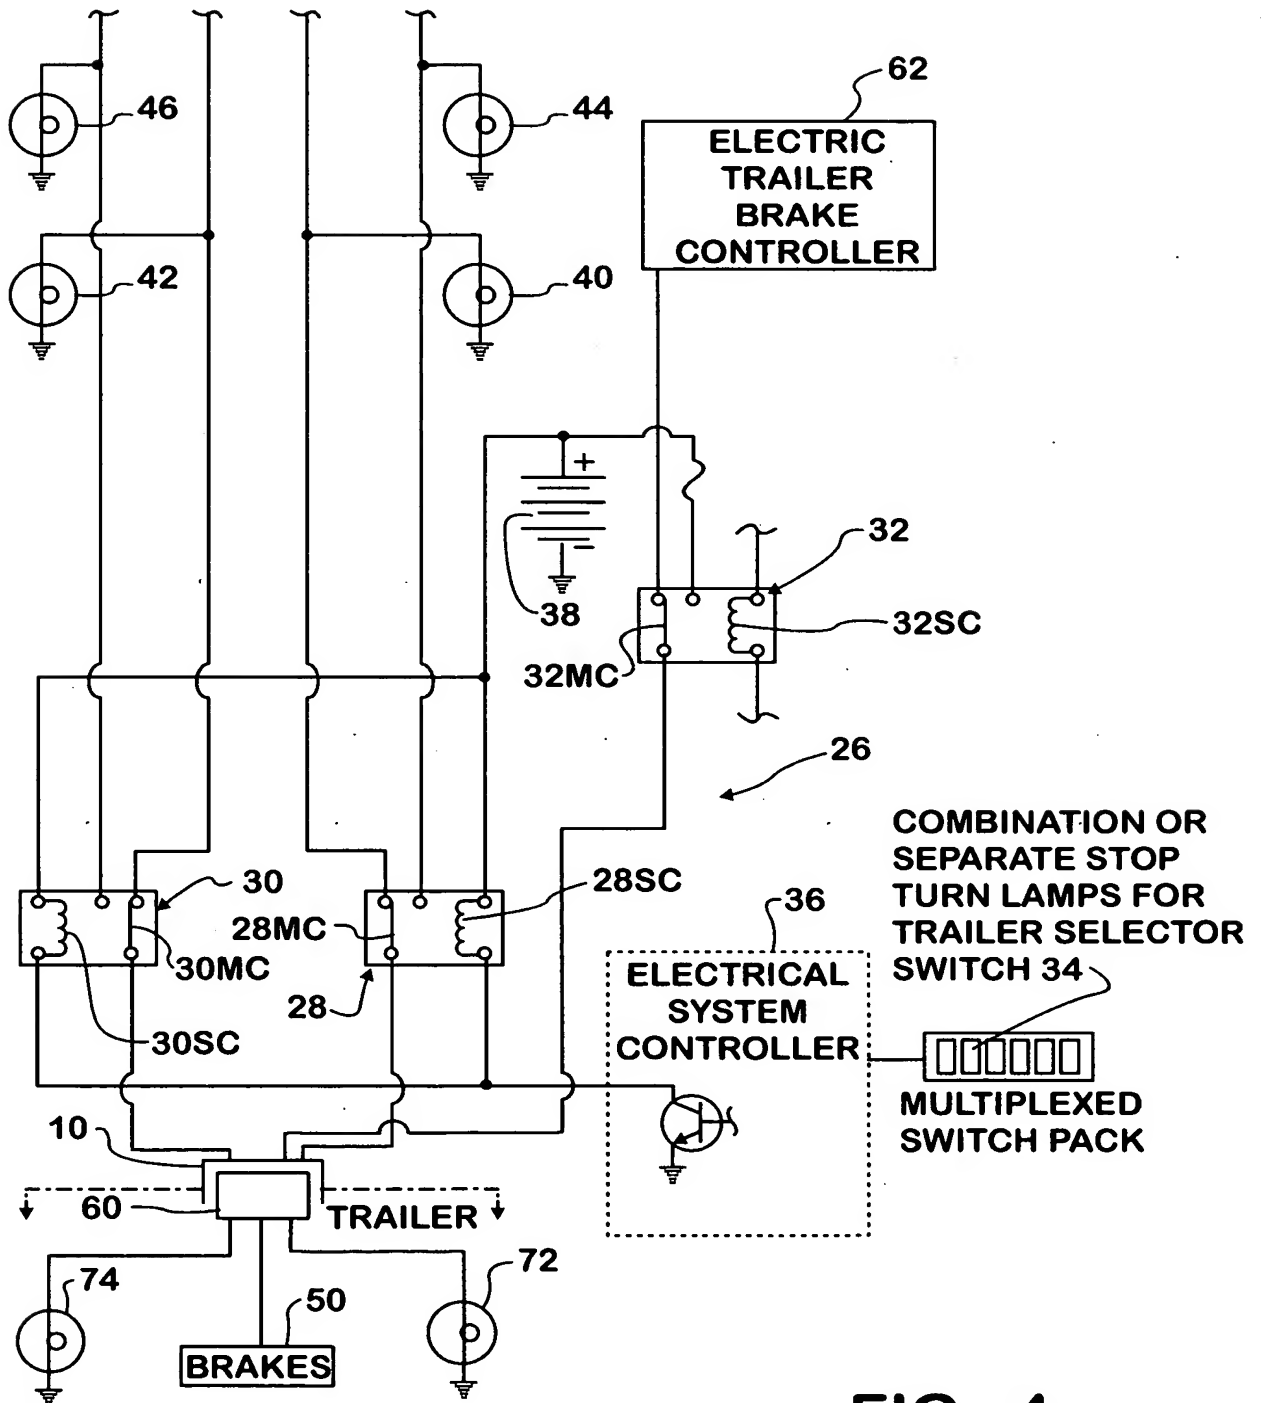 62
46
44
ELECTRIC
TRAILER
BRAKE
CONTROLLER
42
40
+
32
-
38
32SC
32MC
26
COMBINATION OR
SEPARATE STOP
TURN LAMPS FOR
TRAILER SELECTOR
SWITCH 34
30
28SC
36
28MC
30MC
ELECTRICAL
SYSTEM
CONTROLLER
28
30SC
MULTIPLEXED
SWITCH PACK
10
60
TRAILER
72
74
50
BRAKES